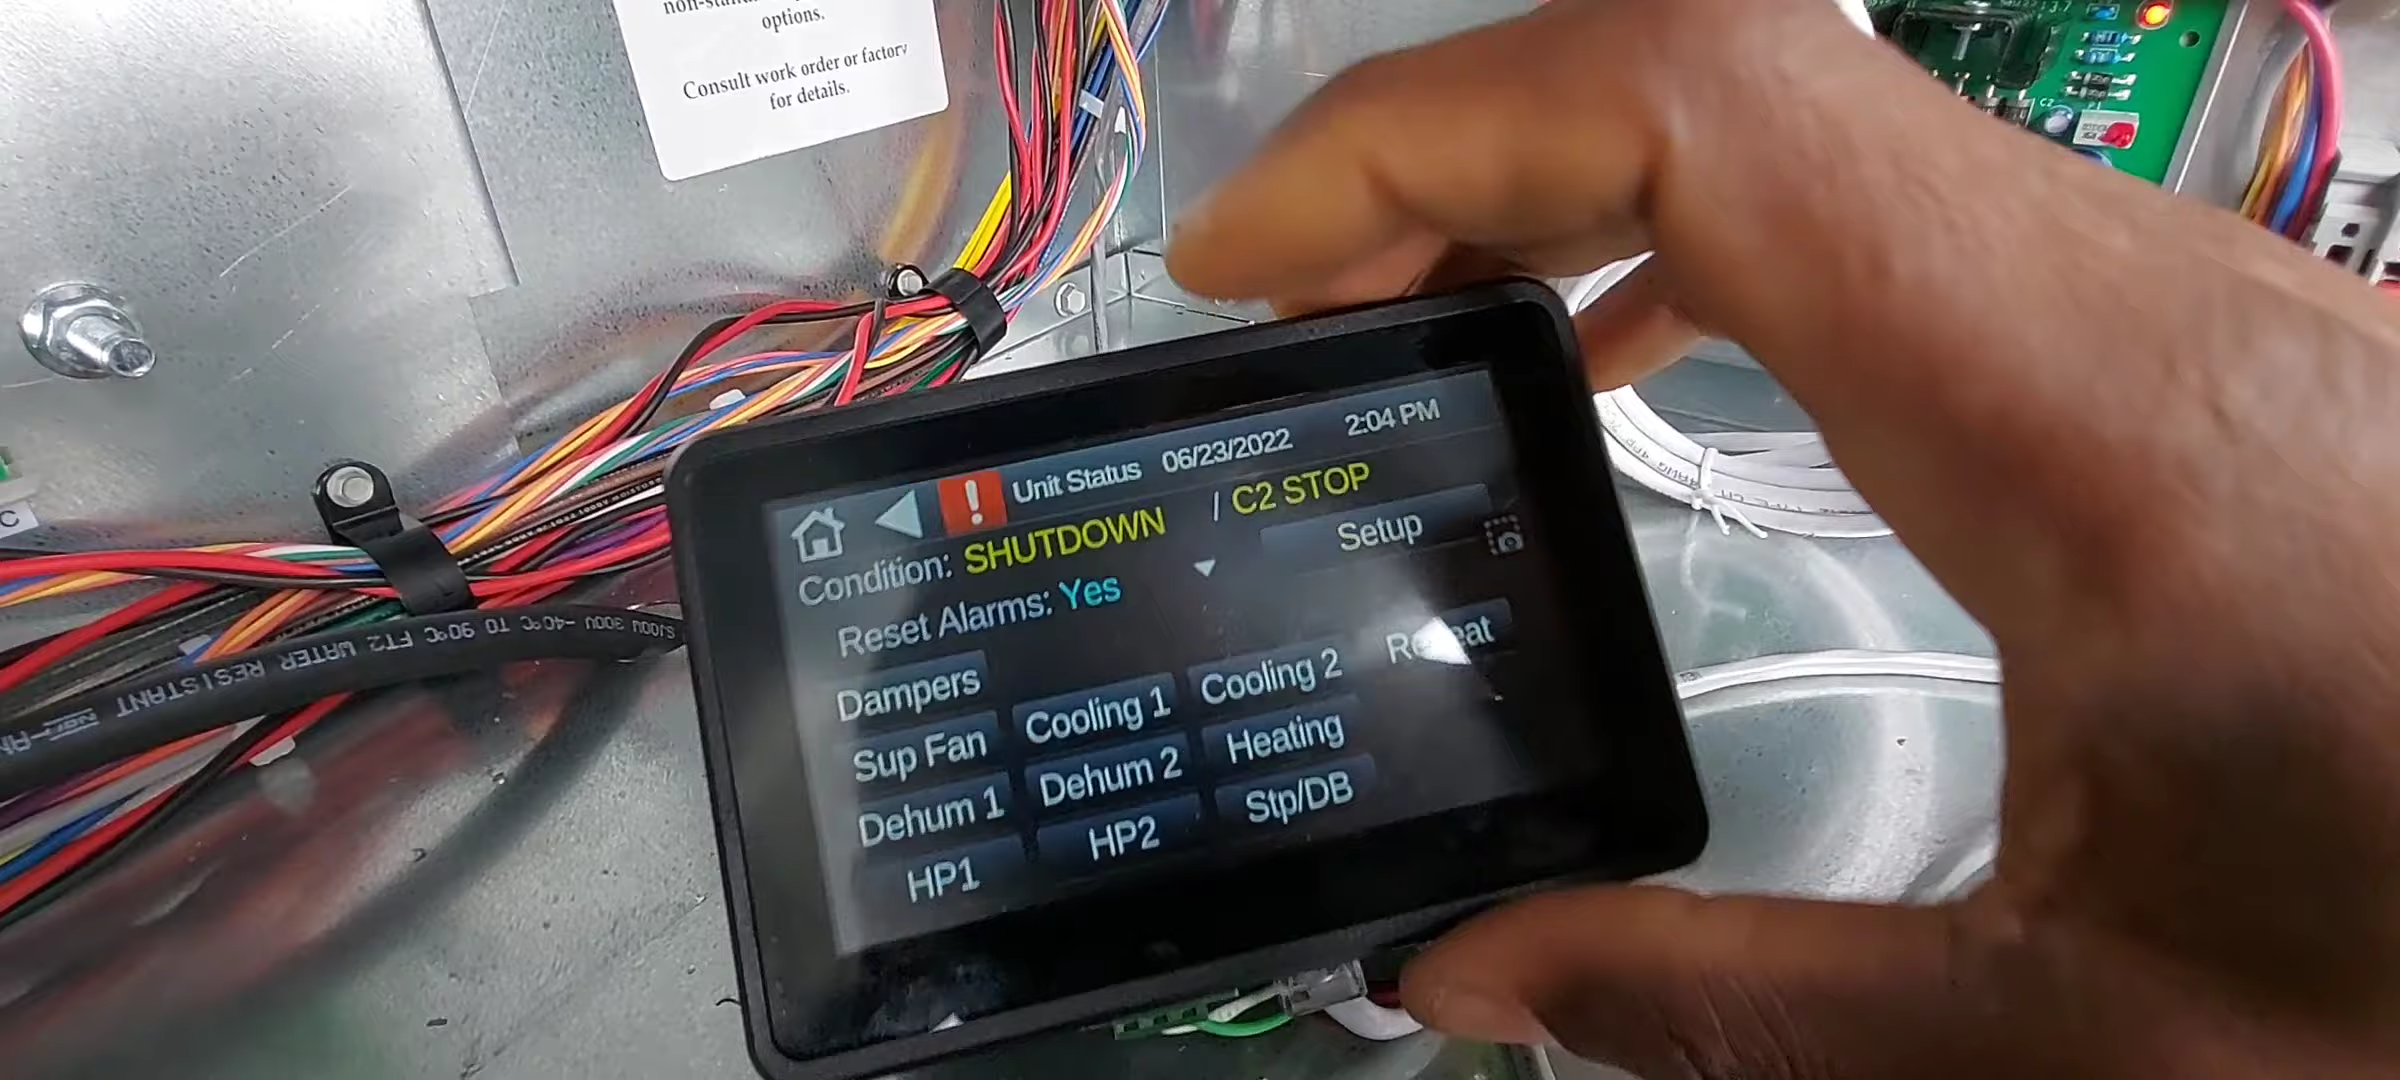 options.
Consult work order or factory
for details.
Unit Status 06/23/2022 2:04 PM
Condition: SHUTDOWN / C2 STOP
Reset Alarms: Yes
Setup
Dampers
Cooling 1
Cooling 2
Sup Fan
Dehum 2
Heating
Dehum 1
HP1
HP2
Stp/DB
SJOOW 300V -40°C TO 90°C FT2 WATER RESISTANT
C2
C